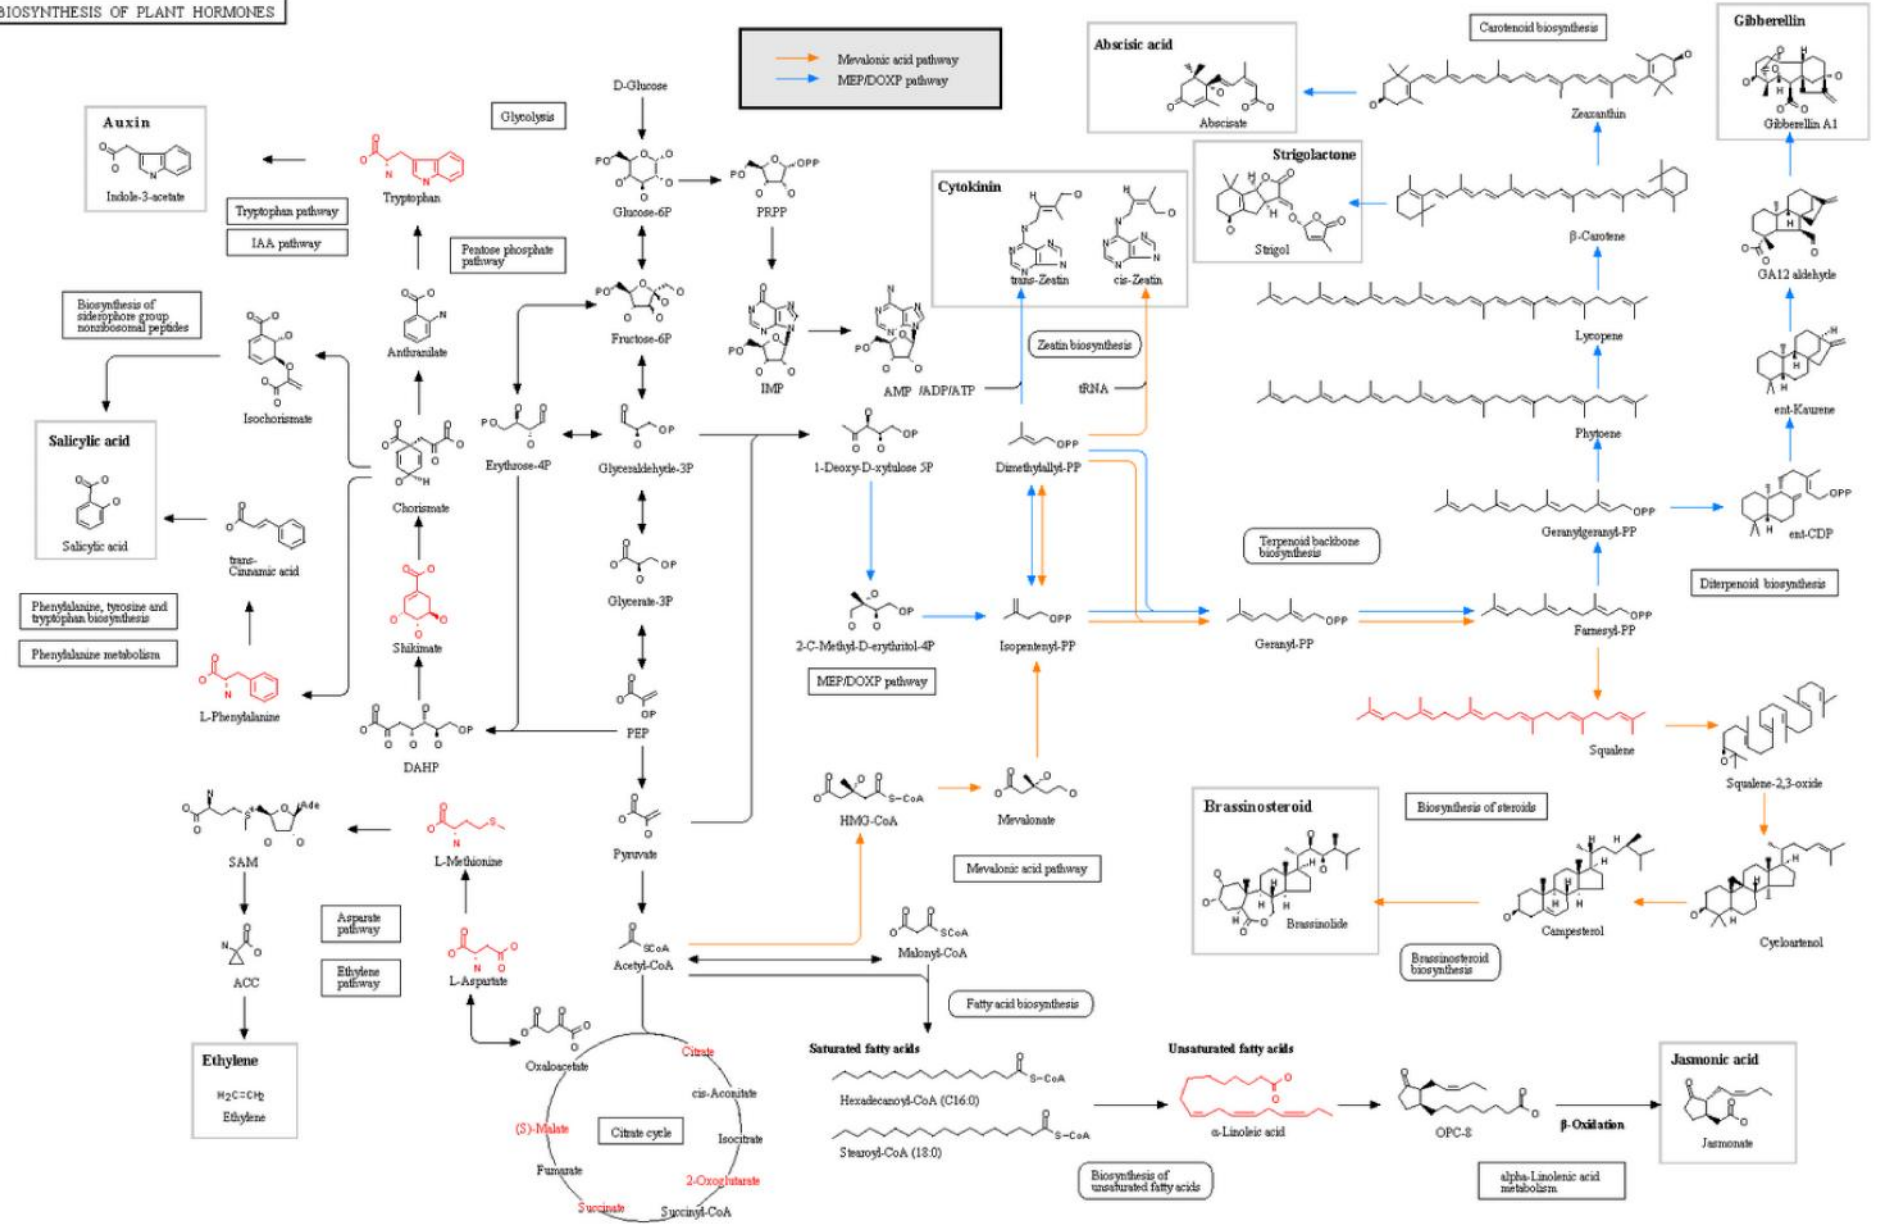 BIOSYNTHESIS OF PLANT HORMONES
Mevalonic acid pathway
MEP/DOXP pathway
Auxin
Indole-3-acetate
Tryptophan
Tryptophan pathway
IAA pathway
Glycolysis
D-Glucose
Glucose-6P
PRPP
Pentose phosphate
pathway
Fructose-6P
IMP
AMP /ADP/ATP
Abscisic acid
Abscisate
Carotenoid biosynthesis
Zeaxanthin
Gibberellin
Gibberellin A1
Cytokinin
trans-Zeatin
cis-Zeatin
Strigolactone
Strigol
β-Carotene
GA12 aldehyde
Zeatin biosynthesis
tRNA
Lycopene
Phytoene
ent-Kaurene
Biosynthesis of
siderophore group
nonribosomal peptides
Isochorismate
Anthranilate
Salicylic acid
Salicylic acid
Chorismate
Erythrose-4P
Glyceraldehyde-3P
1-Deoxy-D-xylulose 5P
Dimethylallyl-PP
Geranylgeranyl-PP
ent-CDP
trans-
Cinnamic acid
Terpenoid backbone
biosynthesis
Diterpenoid biosynthesis
Phenylalanine, tyrosine and
tryptophan biosynthesis
Phenylalanine metabolism
L-Phenylalanine
Shikimate
Glycerate-3P
2-C-Methyl-D-erythritol-4P
MEP/DOXP pathway
Isopentenyl-PP
Geranyl-PP
Farnesyl-PP
DAHP
PEP
Squalene
Squalene-2,3-oxide
SAM
L-Methionine
Pyruvate
HMG-CoA
Mevalonate
Mevalonic acid pathway
Brassinosteroid
Brassinolide
Biosynthesis of steroids
Campesterol
Cycloartenol
Brassinosteroid
biosynthesis
Asparate
pathway
Ethylene
pathway
ACC
L-Aspartate
Acetyl-CoA
Malonyl-CoA
Fatty acid biosynthesis
Ethylene
H2C=CH2
Ethylene
Oxaloacetate
Citrate
cis-Aconitate
Isocitrate
2-Oxoglutarate
Succinyl-CoA
Succinate
Fumarate
(S)-Malate
Citrate cycle
Saturated fatty acids
Hexadecanoyl-CoA (C16:0)
Stearoyl-CoA (18:0)
Unsaturated fatty acids
α-Linoleic acid
Biosynthesis of
unsaturated fatty acids
OPC-8
β-Oxidation
alpha-Linolenic acid
metabolism
Jasmonic acid
Jasmonate